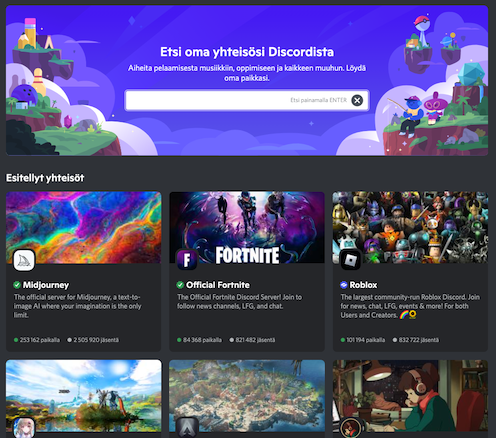 Etsi oma yhteisösi Discordista
Aiheita pelaamisesta musiikkiin, oppimiseen ja kaikkeen muuhun. Löydä
oma paikkasi.
Etsi painamalla ENTER
Esitellyt yhteisöt
FORTNITE
Midjourney
The official server for Midjourney, a text-to-
image AI where your imagination is the only
limit.
253 162 paikalla 2 505 920 jäsentä
F
Official Fortnite
The Official Fortnite Discord Server! Join to
follow news channels, LFG, and chat.
84 368 paikalla 821 482 jäsentä
Roblox
The largest community-run Roblox Discord. Join
for news, chat, LFG, events & more! For both
Users and Creators. 🌈🌻
101 194 paikalla 832 722 jäsentä